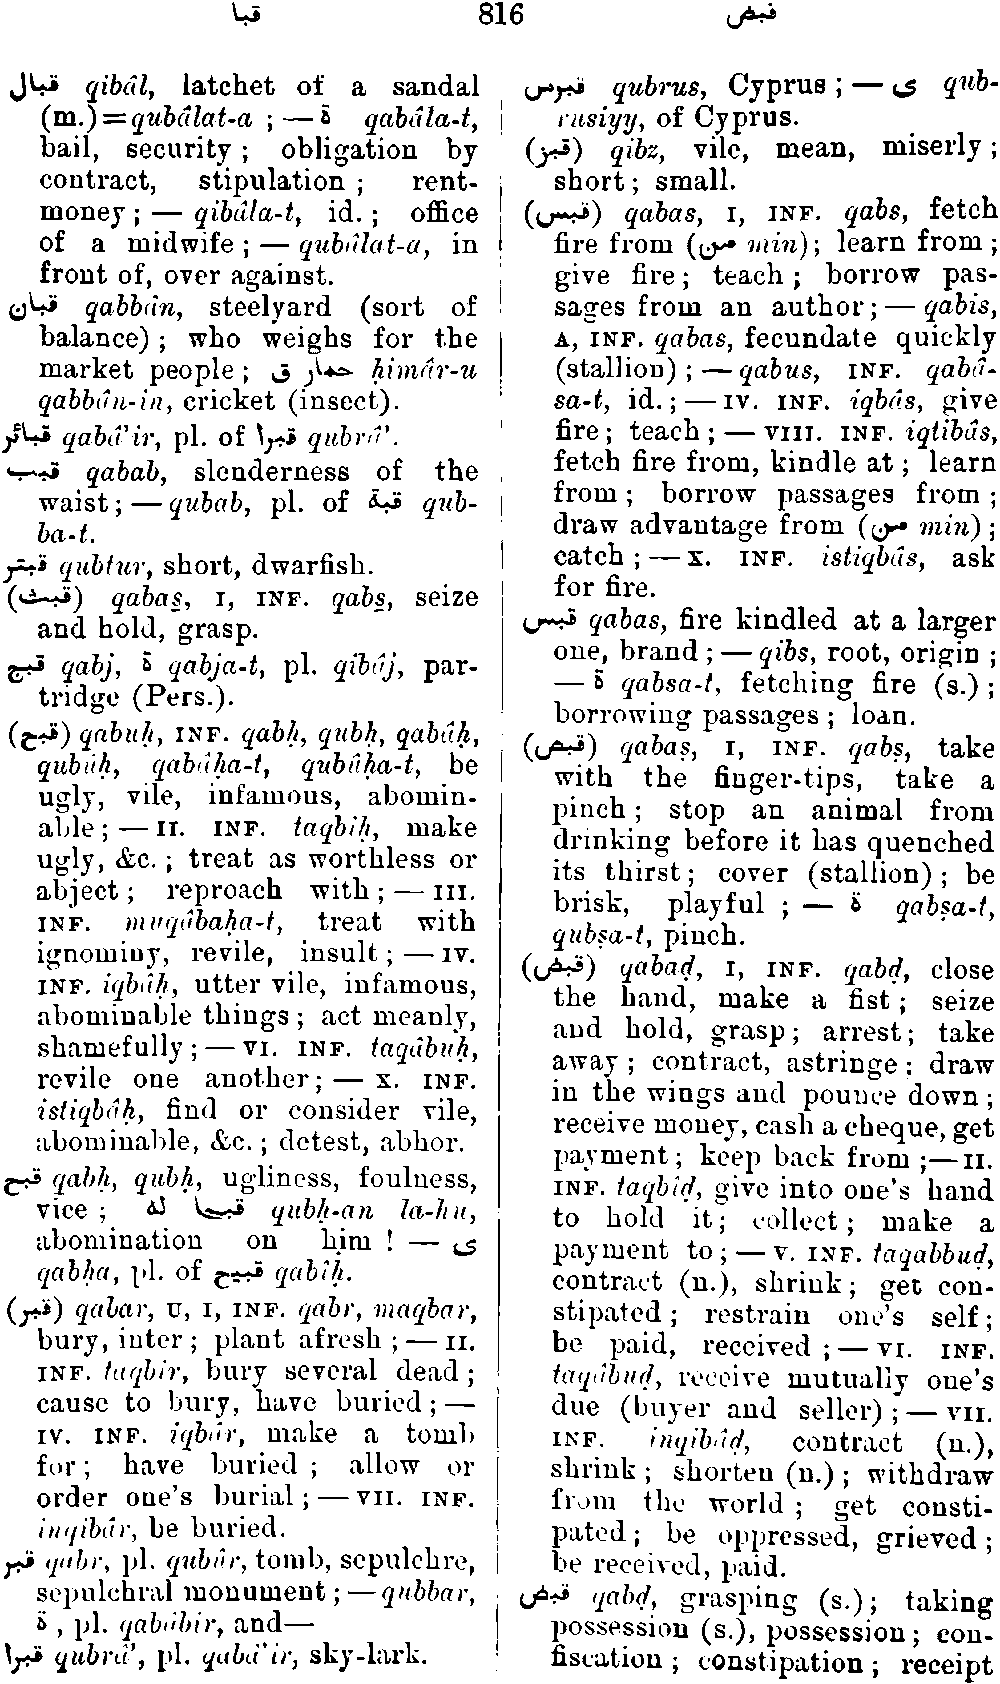 قبا 816 قبض
قبال qibâl, latchet of a sandal
(m.)=qubâlat-a ; — ة qabâla-t,
bail, security ; obligation by
contract, stipulation ; rent-
money ; — qibâla-t, id. ; office
of a midwife ; — qubâlat-a, in
front of, over against.
قبان qabbân, steelyard (sort of
balance) ; who weighs for the
market people ; حمار ق ḥimâr-u
qabbân-in, cricket (insect).
قبائر qabâ'ir, pl. of قبرا qubrâ'.
قبب qabab, slenderness of the
waist ; — qubab, pl. of قبة qub-
ba-t.
قبتر qubtur, short, dwarfish.
(قبث) qabas̱, I, INF. qabs̱, seize
and hold, grasp.
قبج qabj, ة qabja-t, pl. qibâj, par-
tridge (Pers.).
(قبح) qabuḥ, INF. qabḥ, qubḥ, qabâḥ,
qubûḥ, qabâḥa-t, qubûḥa-t, be
ugly, vile, infamous, abomin-
able ; — II. INF. taqbîḥ, make
ugly, &c. ; treat as worthless or
abject ; reproach with ; — III.
INF. muqâbaḥa-t, treat with
ignominy, revile, insult ; — IV.
INF. iqbâḥ, utter vile, infamous,
abominable things ; act meanly,
shamefully ; — VI. INF. taqâbuḥ,
revile one another ; — X. INF.
istiqbâḥ, find or consider vile,
abominable, &c. ; detest, abhor.
قبح qabḥ, qubḥ, ugliness, foulness,
vice ; قبحا له qubḥ-an la-hu,
abomination on him ! — ى
qabḥa, pl. of قبيح qabîḥ.
(قبر) qabar, U, I, INF. qabr, maqbar,
bury, inter ; plant afresh ; — II.
INF. taqbîr, bury several dead ;
cause to bury, have buried ; —
IV. INF. iqbâr, make a tomb
for ; have buried ; allow or
order one's burial ; — VII. INF.
inqibâr, be buried.
قبر qabr, pl. qubûr, tomb, sepulchre,
sepulchral monument ; — qubbar,
ة , pl. qabâbir, and—
قبرا qubrâ', pl. qabâ'ir, sky-lark.
قبرس qubrus, Cyprus ; — ى qub-
rusiyy, of Cyprus.
(قبز) qibz, vile, mean, miserly ;
short ; small.
(قبس) qabas, I, INF. qabs, fetch
fire from (من min) ; learn from ;
give fire ; teach ; borrow pas-
sages from an author ; — qabis,
A, INF. qabas, fecundate quickly
(stallion) ; — qabus, INF. qabâ-
sa-t, id. ; — IV. INF. iqbâs, give
fire ; teach ; — VIII. INF. iqtibâs,
fetch fire from, kindle at ; learn
from ; borrow passages from ;
draw advantage from (من min) ;
catch ; — X. INF. istiqbâs, ask
for fire.
قبس qabas, fire kindled at a larger
one, brand ; — qibs, root, origin ;
— ة qabsa-t, fetching fire (s.) ;
borrowing passages ; loan.
(قبص) qabaṣ, I, INF. qabṣ, take
with the finger-tips, take a
pinch ; stop an animal from
drinking before it has quenched
its thirst ; cover (stallion) ; be
brisk, playful ; — ة qabṣa-t,
qubṣa-t, pinch.
(قبض) qabaḍ, I, INF. qabḍ, close
the hand, make a fist ; seize
and hold, grasp ; arrest ; take
away ; contract, astringe ; draw
in the wings and pounce down ;
receive money, cash a cheque, get
payment ; keep back from ;—II.
INF. taqbîḍ, give into one's hand
to hold it ; collect ; make a
payment to ; — V. INF. taqabbuḍ,
contract (n.), shrink ; get con-
stipated ; restrain one's self ;
be paid, received ; — VI. INF.
taqâbuḍ, receive mutually one's
due (buyer and seller) ; — VII.
INF. inqibâḍ, contract (n.),
shrink ; shorten (n.) ; withdraw
from the world ; get consti-
pated ; be oppressed, grieved ;
be received, paid.
قبض qabḍ, grasping (s.) ; taking
possession (s.), possession ; con-
fiscation ; constipation ; receipt